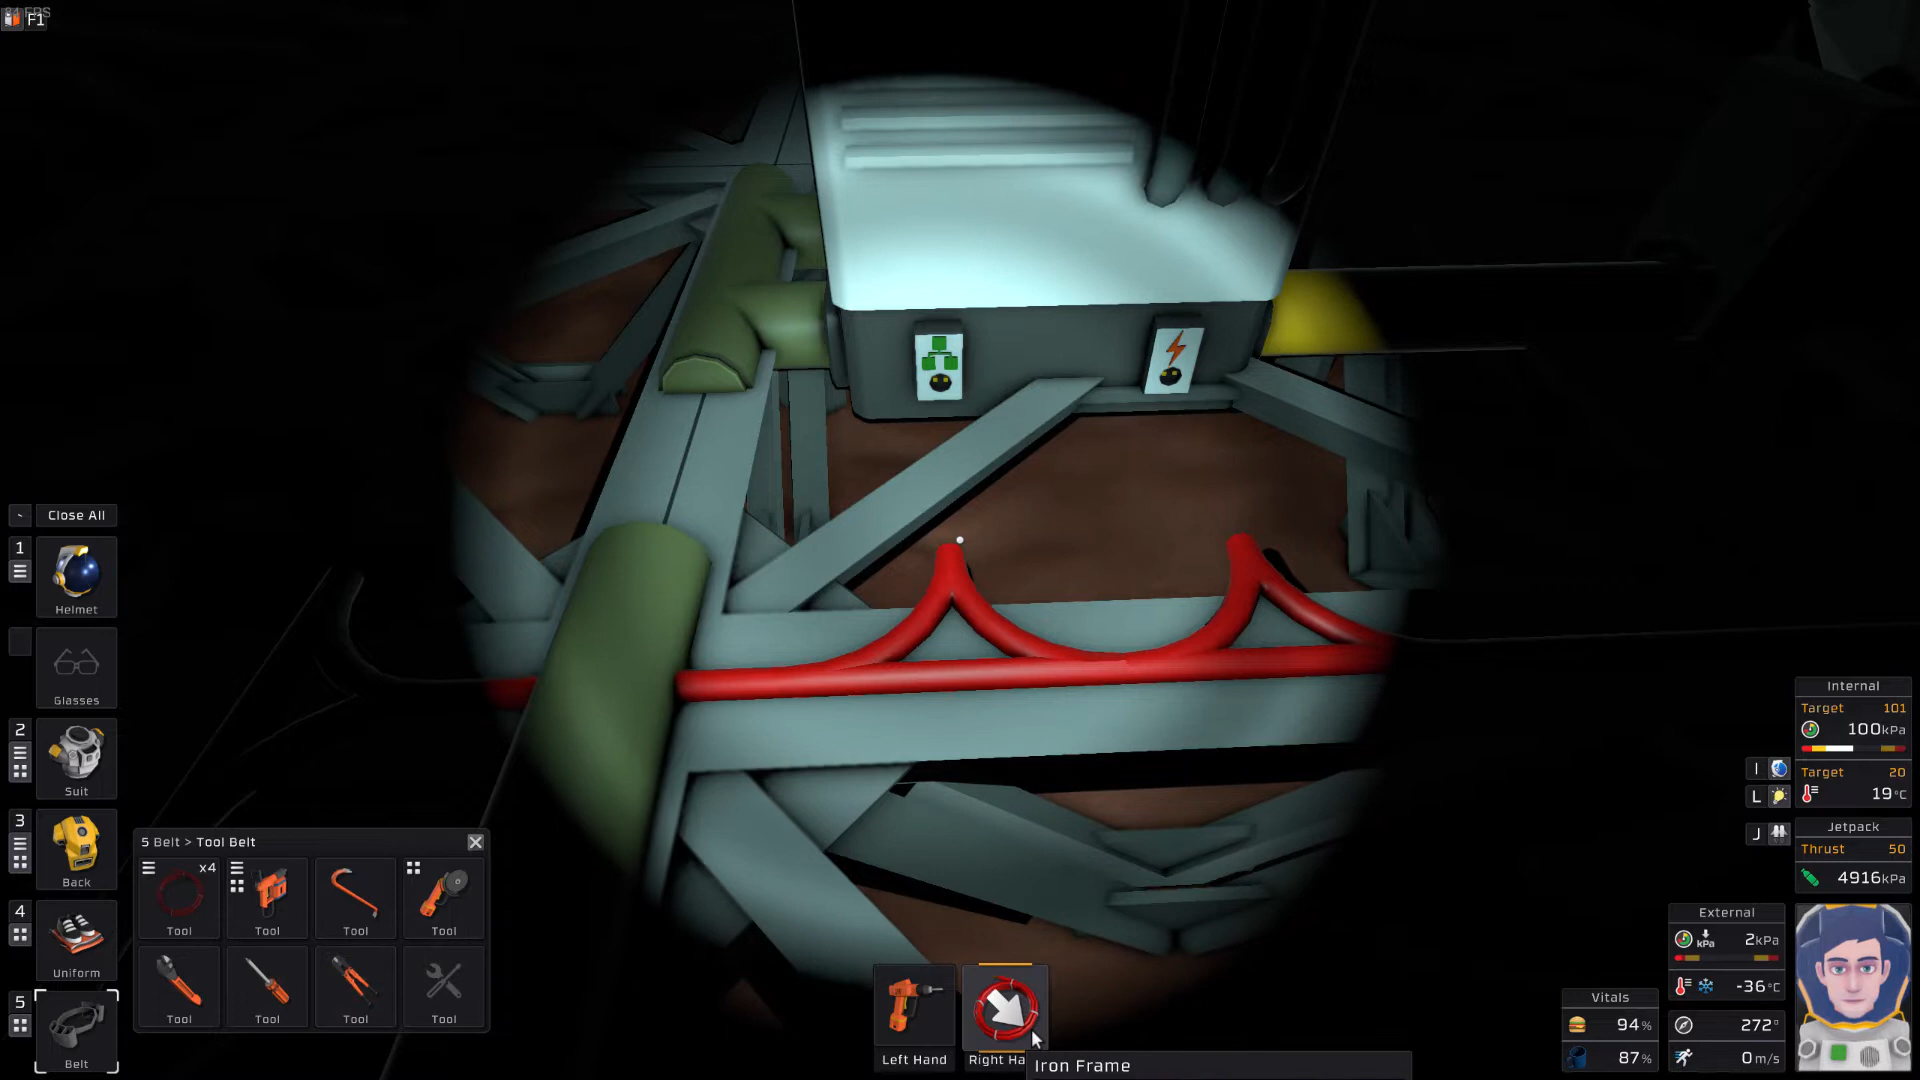 84 FPS
F1
~ Close All
1
Helmet
Glasses
2
Suit
3
Back
4
Uniform
5
Belt
5 Belt > Tool Belt
x4
Tool
Tool
Tool
Tool
Tool
Tool
Tool
Tool
Left Hand
Right Ha
Iron Frame
Internal
Target 101
100kPa
Target 20
19°C
I
L
J
Jetpack
Thrust 50
4916kPa
External
kPa 2kPa
-36°C
272°
0m/s
Vitals
94%
87%